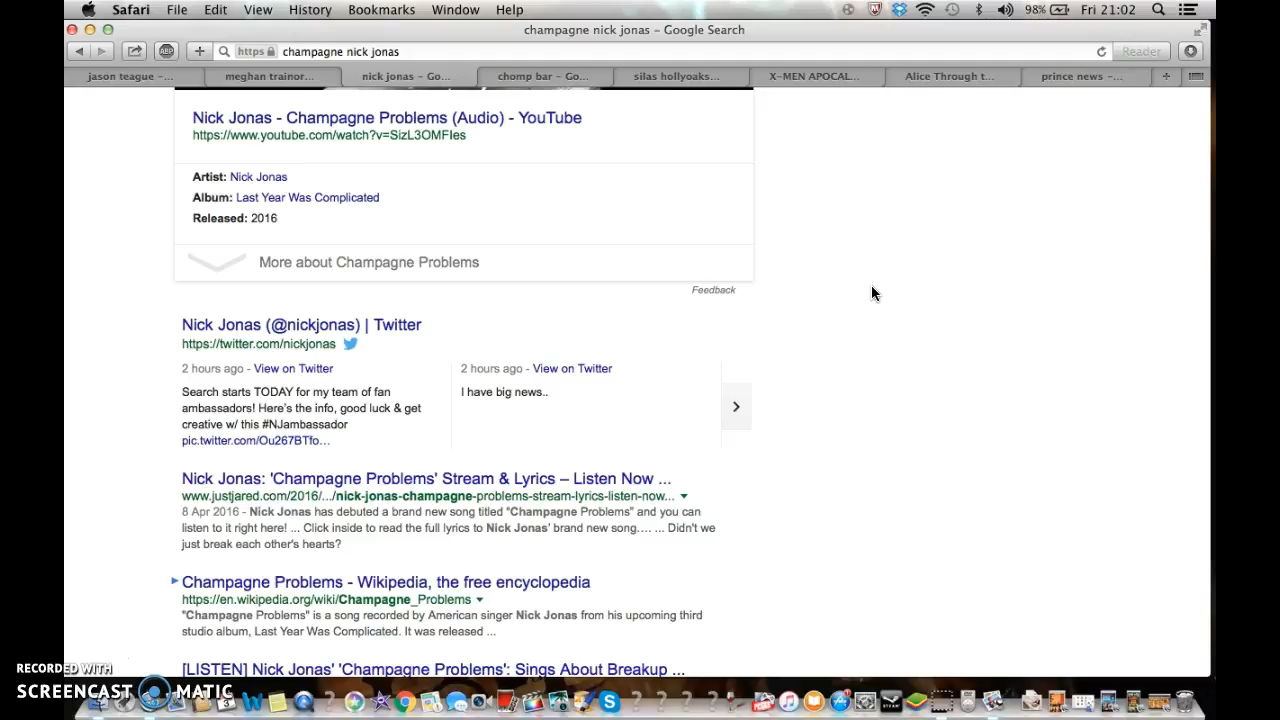 Safari File Edit View History Bookmarks Window Help 98% Fri 21:02
champagne nick jonas – Google Search
ABP + https champagne nick jonas Reader
jason teague –... meghan trainor... nick jonas – Go... chomp bar – Go... silas hollyoaks... X-MEN APOCAL... Alice Through t... prince news –...
Nick Jonas - Champagne Problems (Audio) - YouTube
https://www.youtube.com/watch?v=SizL3OMFIes
Artist: Nick Jonas
Album: Last Year Was Complicated
Released: 2016
More about Champagne Problems
Feedback
Nick Jonas (@nickjonas) | Twitter
https://twitter.com/nickjonas
2 hours ago - View on Twitter 2 hours ago - View on Twitter
Search starts TODAY for my team of fan I have big news..
ambassadors! Here's the info, good luck & get
creative w/ this #NJambassador
pic.twitter.com/Ou267BTfo...
Nick Jonas: 'Champagne Problems' Stream & Lyrics – Listen Now ...
www.justjared.com/2016/.../nick-jonas-champagne-problems-stream-lyrics-listen-now...
8 Apr 2016 - Nick Jonas has debuted a brand new song titled "Champagne Problems" and you can
listen to it right here! ... Click inside to read the full lyrics to Nick Jonas' brand new song.... ... Didn't we
just break each other's hearts?
Champagne Problems - Wikipedia, the free encyclopedia
https://en.wikipedia.org/wiki/Champagne_Problems
"Champagne Problems" is a song recorded by American singer Nick Jonas from his upcoming third
studio album, Last Year Was Complicated. It was released ...
[LISTEN] Nick Jonas' 'Champagne Problems': Sings About Breakup ...
RECORDED WITH
SCREENCAST MATIC